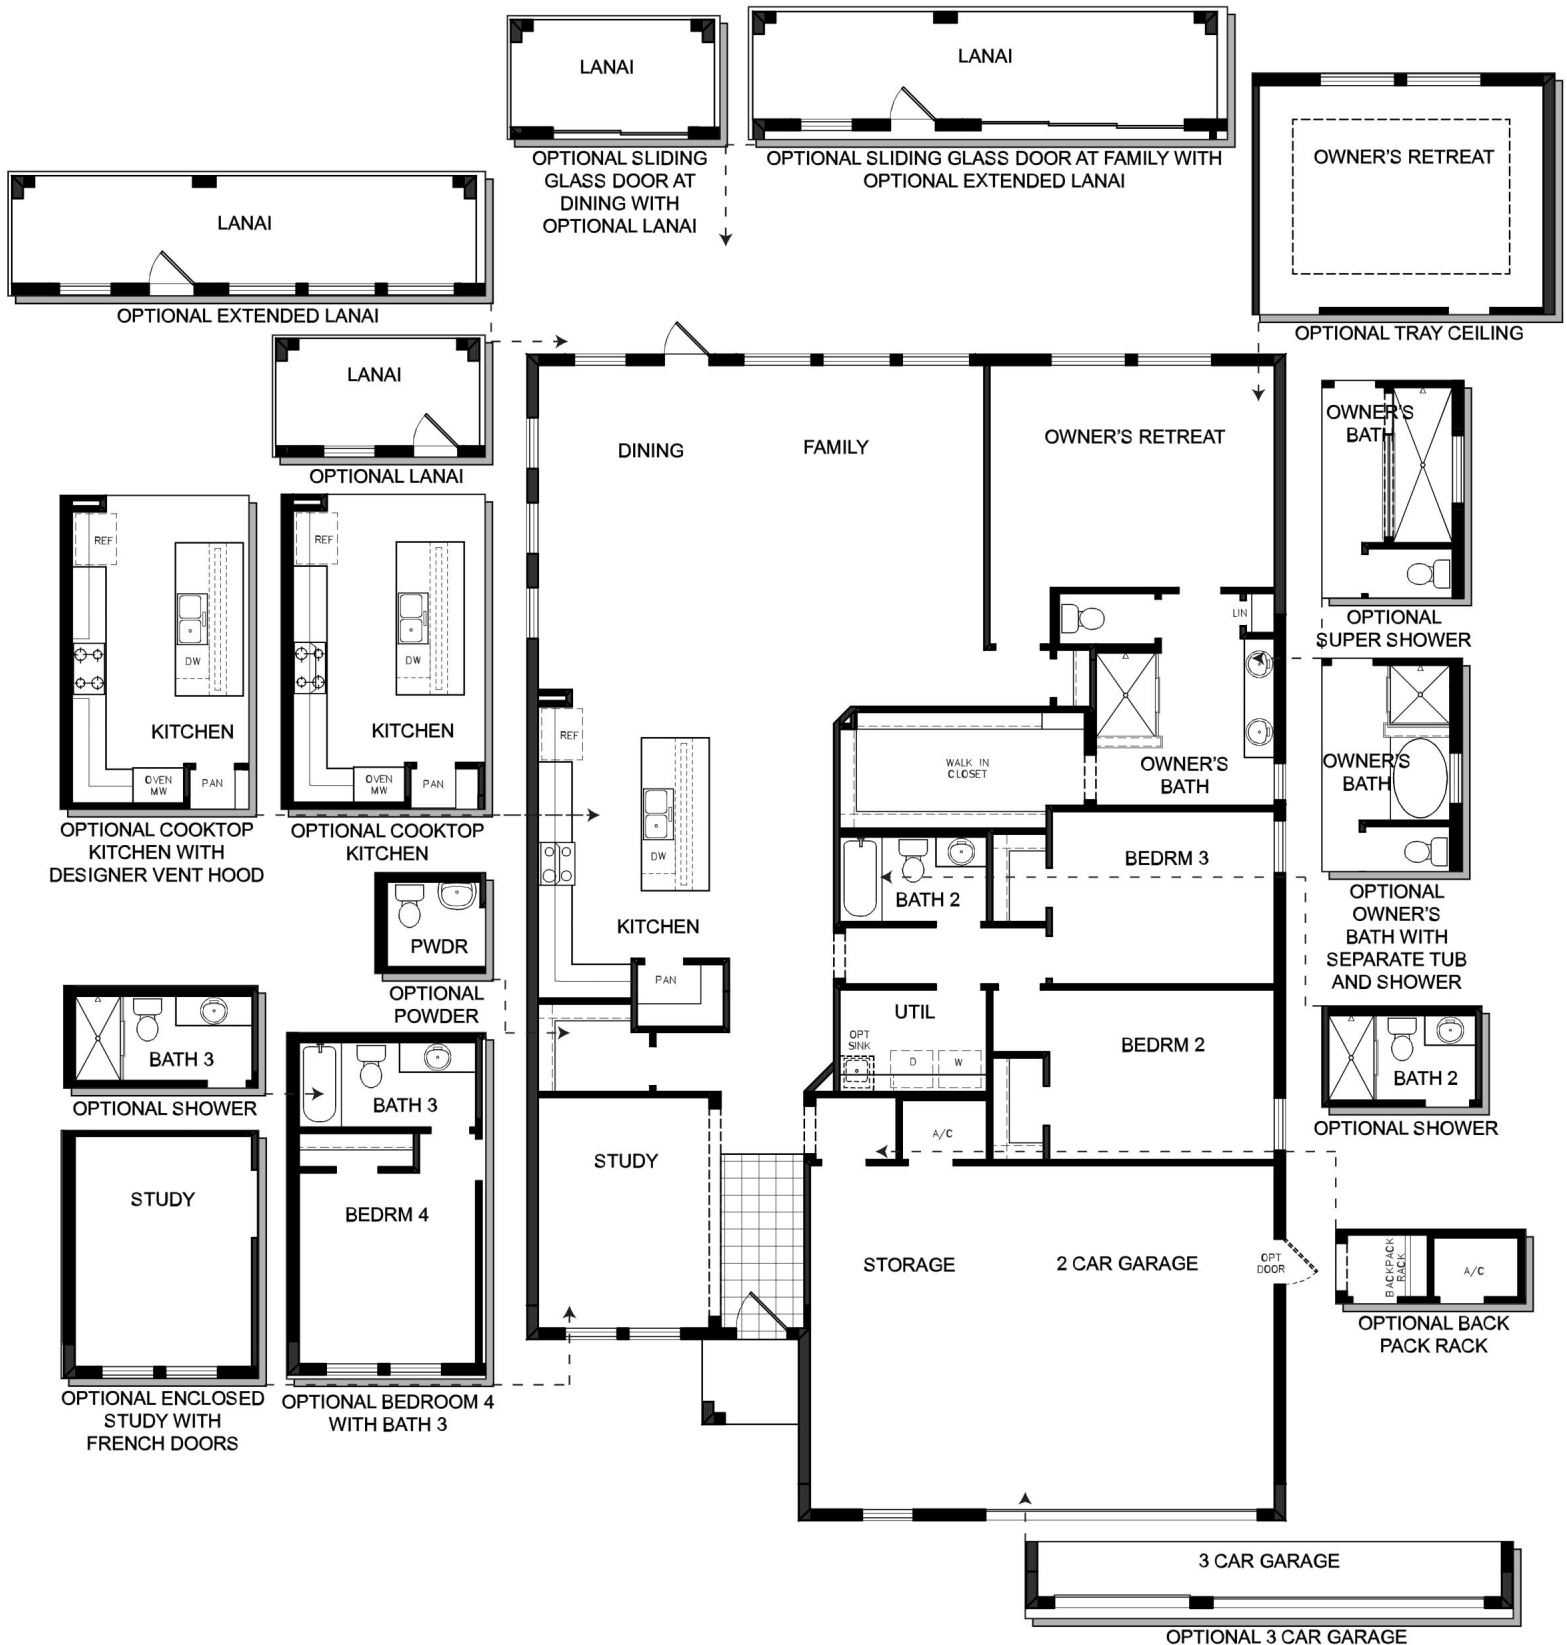 LANAI
OPTIONAL SLIDING
GLASS DOOR AT
DINING WITH
OPTIONAL LANAI
LANAI
OPTIONAL SLIDING GLASS DOOR AT FAMILY WITH
OPTIONAL EXTENDED LANAI
OWNER'S RETREAT
OPTIONAL TRAY CEILING
LANAI
OPTIONAL EXTENDED LANAI
LANAI
OPTIONAL LANAI
REF
DW
KITCHEN
OVEN
MW
PAN
OPTIONAL COOKTOP
KITCHEN WITH
DESIGNER VENT HOOD
REF
DW
KITCHEN
OVEN
MW
PAN
OPTIONAL COOKTOP
KITCHEN
PWDR
OPTIONAL
POWDER
BATH 3
OPTIONAL SHOWER
STUDY
OPTIONAL ENCLOSED
STUDY WITH
FRENCH DOORS
BATH 3
BEDRM 4
OPTIONAL BEDROOM 4
WITH BATH 3
DINING
FAMILY
OWNER'S RETREAT
LIN
REF
DW
KITCHEN
PAN
WALK IN
CLOSET
OWNER'S
BATH
BEDRM 3
BATH 2
UTIL
OPT
SINK
D
W
BEDRM 2
A/C
STUDY
STORAGE
2 CAR GARAGE
OPT
DOOR
OWNER'S
BATH
OPTIONAL
SUPER SHOWER
OWNER'S
BATH
OPTIONAL
OWNER'S
BATH WITH
SEPARATE TUB
AND SHOWER
BATH 2
OPTIONAL SHOWER
BACKPACK
RACK
A/C
OPTIONAL BACK
PACK RACK
3 CAR GARAGE
OPTIONAL 3 CAR GARAGE